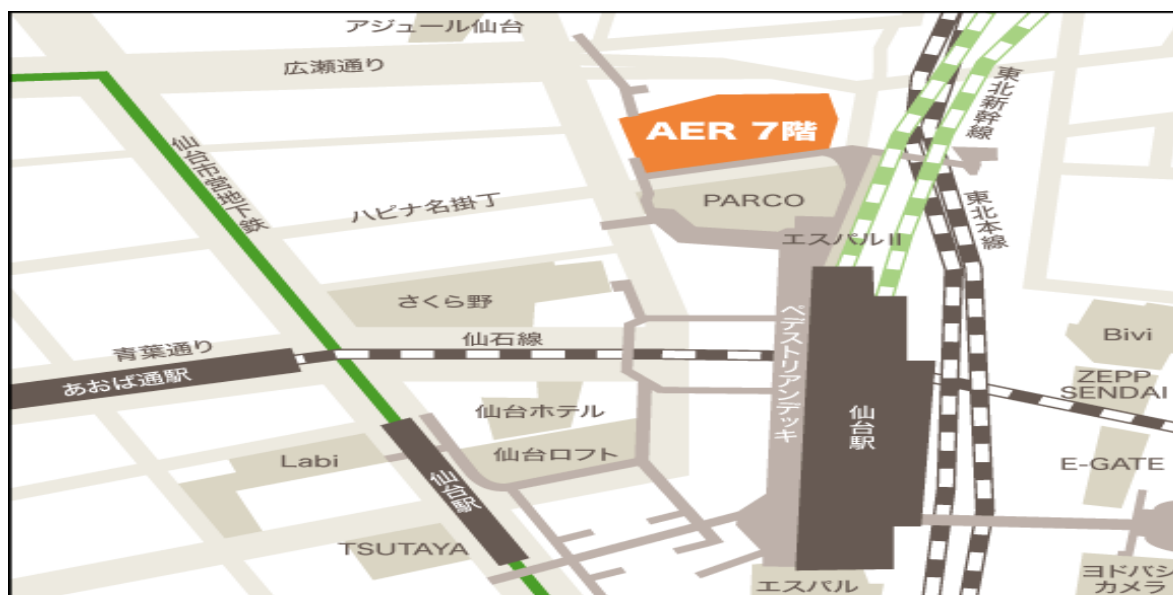 アジュール仙台
広瀬通り
東北新幹線
AER 7階
仙台市営地下鉄
PARCO
ハピナ名掛丁
東北本線
エスパルII
さくら野
ペデストリアンデッキ
仙石線
青葉通り
Bivi
あおば通駅
ZEPP
SENDAI
仙台ホテル
仙台駅
仙台ロフト
Labi
E-GATE
仙台駅
TSUTAYA
エスパル
ヨドバシ
カメラ